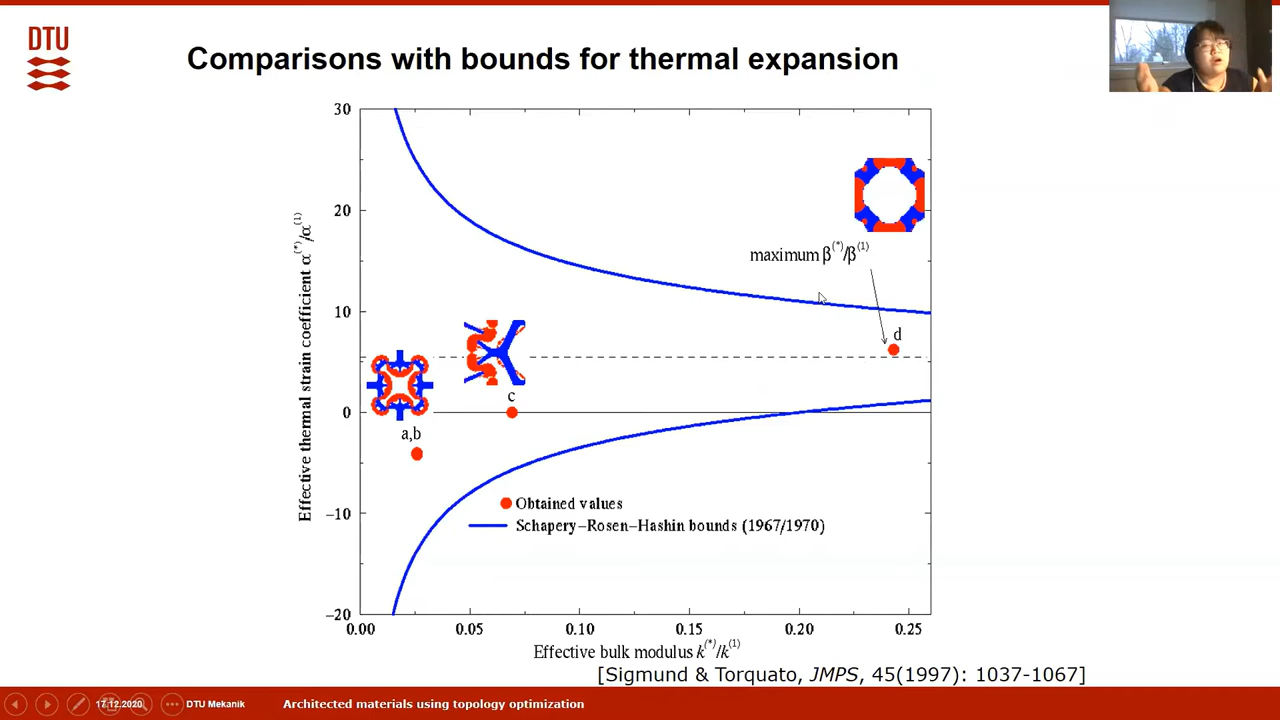 DTU
Comparisons with bounds for thermal expansion
30
20
10
0
−10
−20
Effective thermal strain coefficient α(*)/α(1)
maximum β(*)/β(1)
d
c
a,b
Obtained values
Schapery−Rosen−Hashin bounds (1967/1970)
0.00 0.05 0.10 0.15 0.20 0.25
Effective bulk modulus k(*)/k(1)
[Sigmund & Torquato, JMPS, 45(1997): 1037-1067]
17.12.2020 DTU Mekanik Architected materials using topology optimization